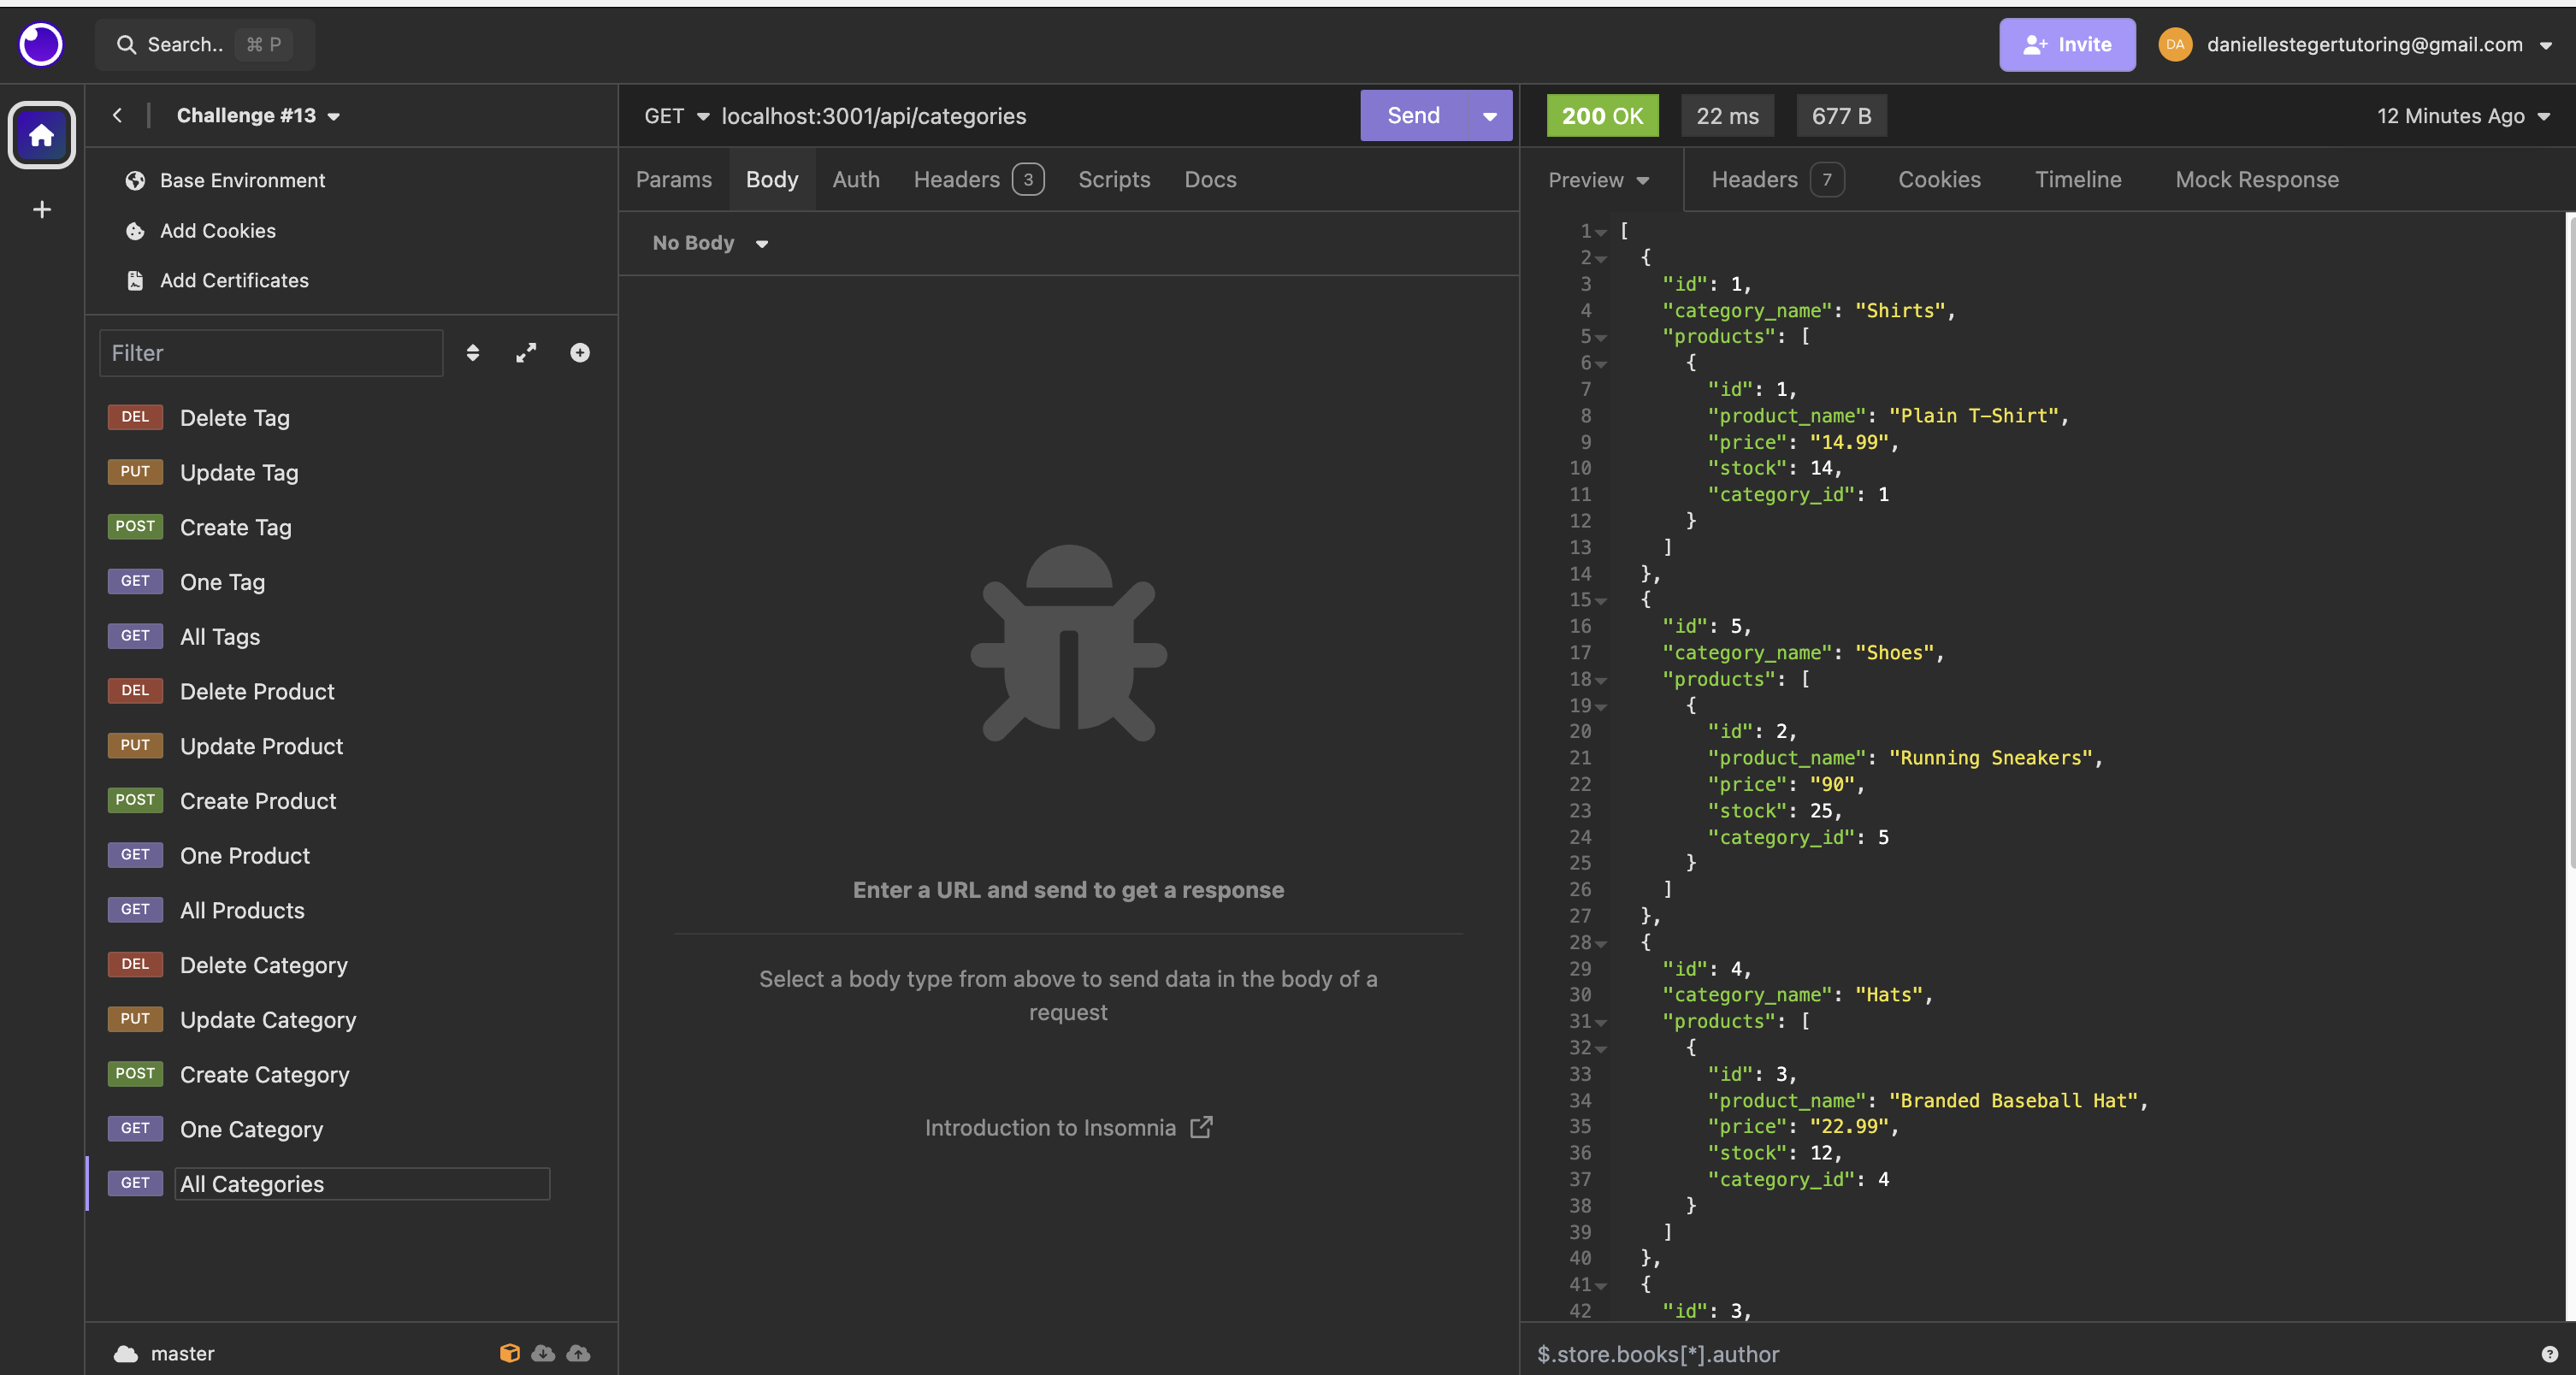 Search.. ⌘ P
Invite
DA daniellestegertutoring@gmail.com
Challenge #13
Base Environment
Add Cookies
Add Certificates
Filter
DEL Delete Tag
PUT Update Tag
POST Create Tag
GET One Tag
GET All Tags
DEL Delete Product
PUT Update Product
POST Create Product
GET One Product
GET All Products
DEL Delete Category
PUT Update Category
POST Create Category
GET One Category
GET All Categories
master
GET localhost:3001/api/categories Send
Params Body Auth Headers 3 Scripts Docs
No Body
Enter a URL and send to get a response
Select a body type from above to send data in the body of a
request
Introduction to Insomnia
200 OK 22 ms 677 B 12 Minutes Ago
Preview Headers 7 Cookies Timeline Mock Response
1 [
2 {
3 "id": 1,
4 "category_name": "Shirts",
5 "products": [
6 {
7 "id": 1,
8 "product_name": "Plain T-Shirt",
9 "price": "14.99",
10 "stock": 14,
11 "category_id": 1
12 }
13 ]
14 },
15 {
16 "id": 5,
17 "category_name": "Shoes",
18 "products": [
19 {
20 "id": 2,
21 "product_name": "Running Sneakers",
22 "price": "90",
23 "stock": 25,
24 "category_id": 5
25 }
26 ]
27 },
28 {
29 "id": 4,
30 "category_name": "Hats",
31 "products": [
32 {
33 "id": 3,
34 "product_name": "Branded Baseball Hat",
35 "price": "22.99",
36 "stock": 12,
37 "category_id": 4
38 }
39 ]
40 },
41 {
42 "id": 3,
$.store.books[*].author